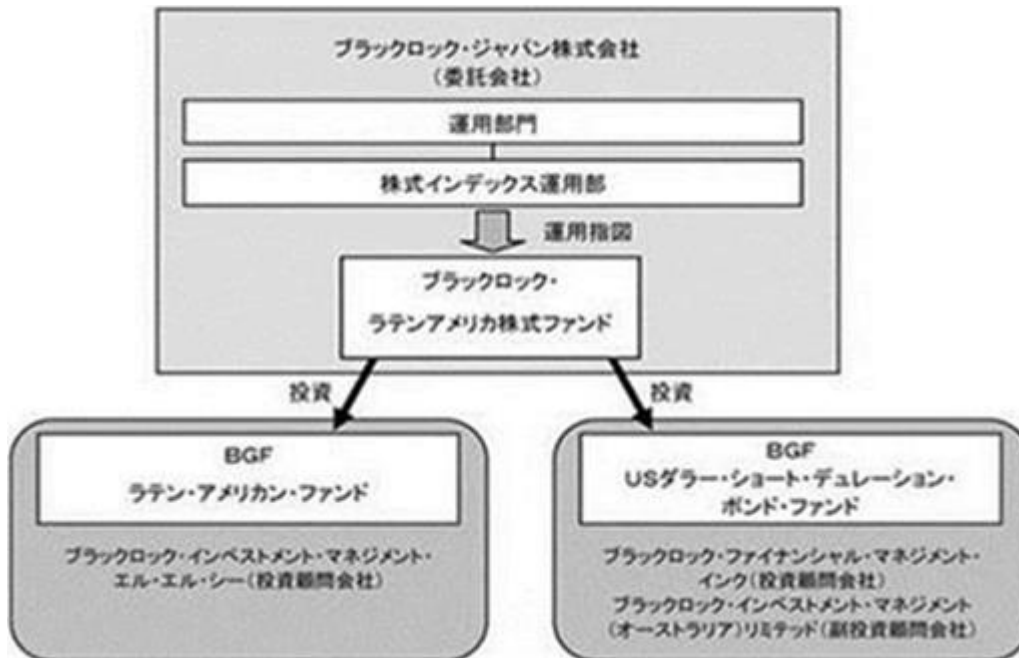 ブラックロック・ジャパン株式会社
(委託会社)
運用部門
株式インデックス運用部
運用指図
ブラックロック・
ラテンアメリカ株式ファンド
投資
投資
BGF
ラテン・アメリカン・ファンド
ブラックロック・インベストメント・マネジメント・
エル・エル・シー(投資顧問会社)
BGF
USダラー・ショート・デュレーション・
ボンド・ファンド
ブラックロック・ファイナンシャル・マネジメント・
インク(投資顧問会社)
ブラックロック・インベストメント・マネジメント
(オーストラリア)リミテッド(副投資顧問会社)